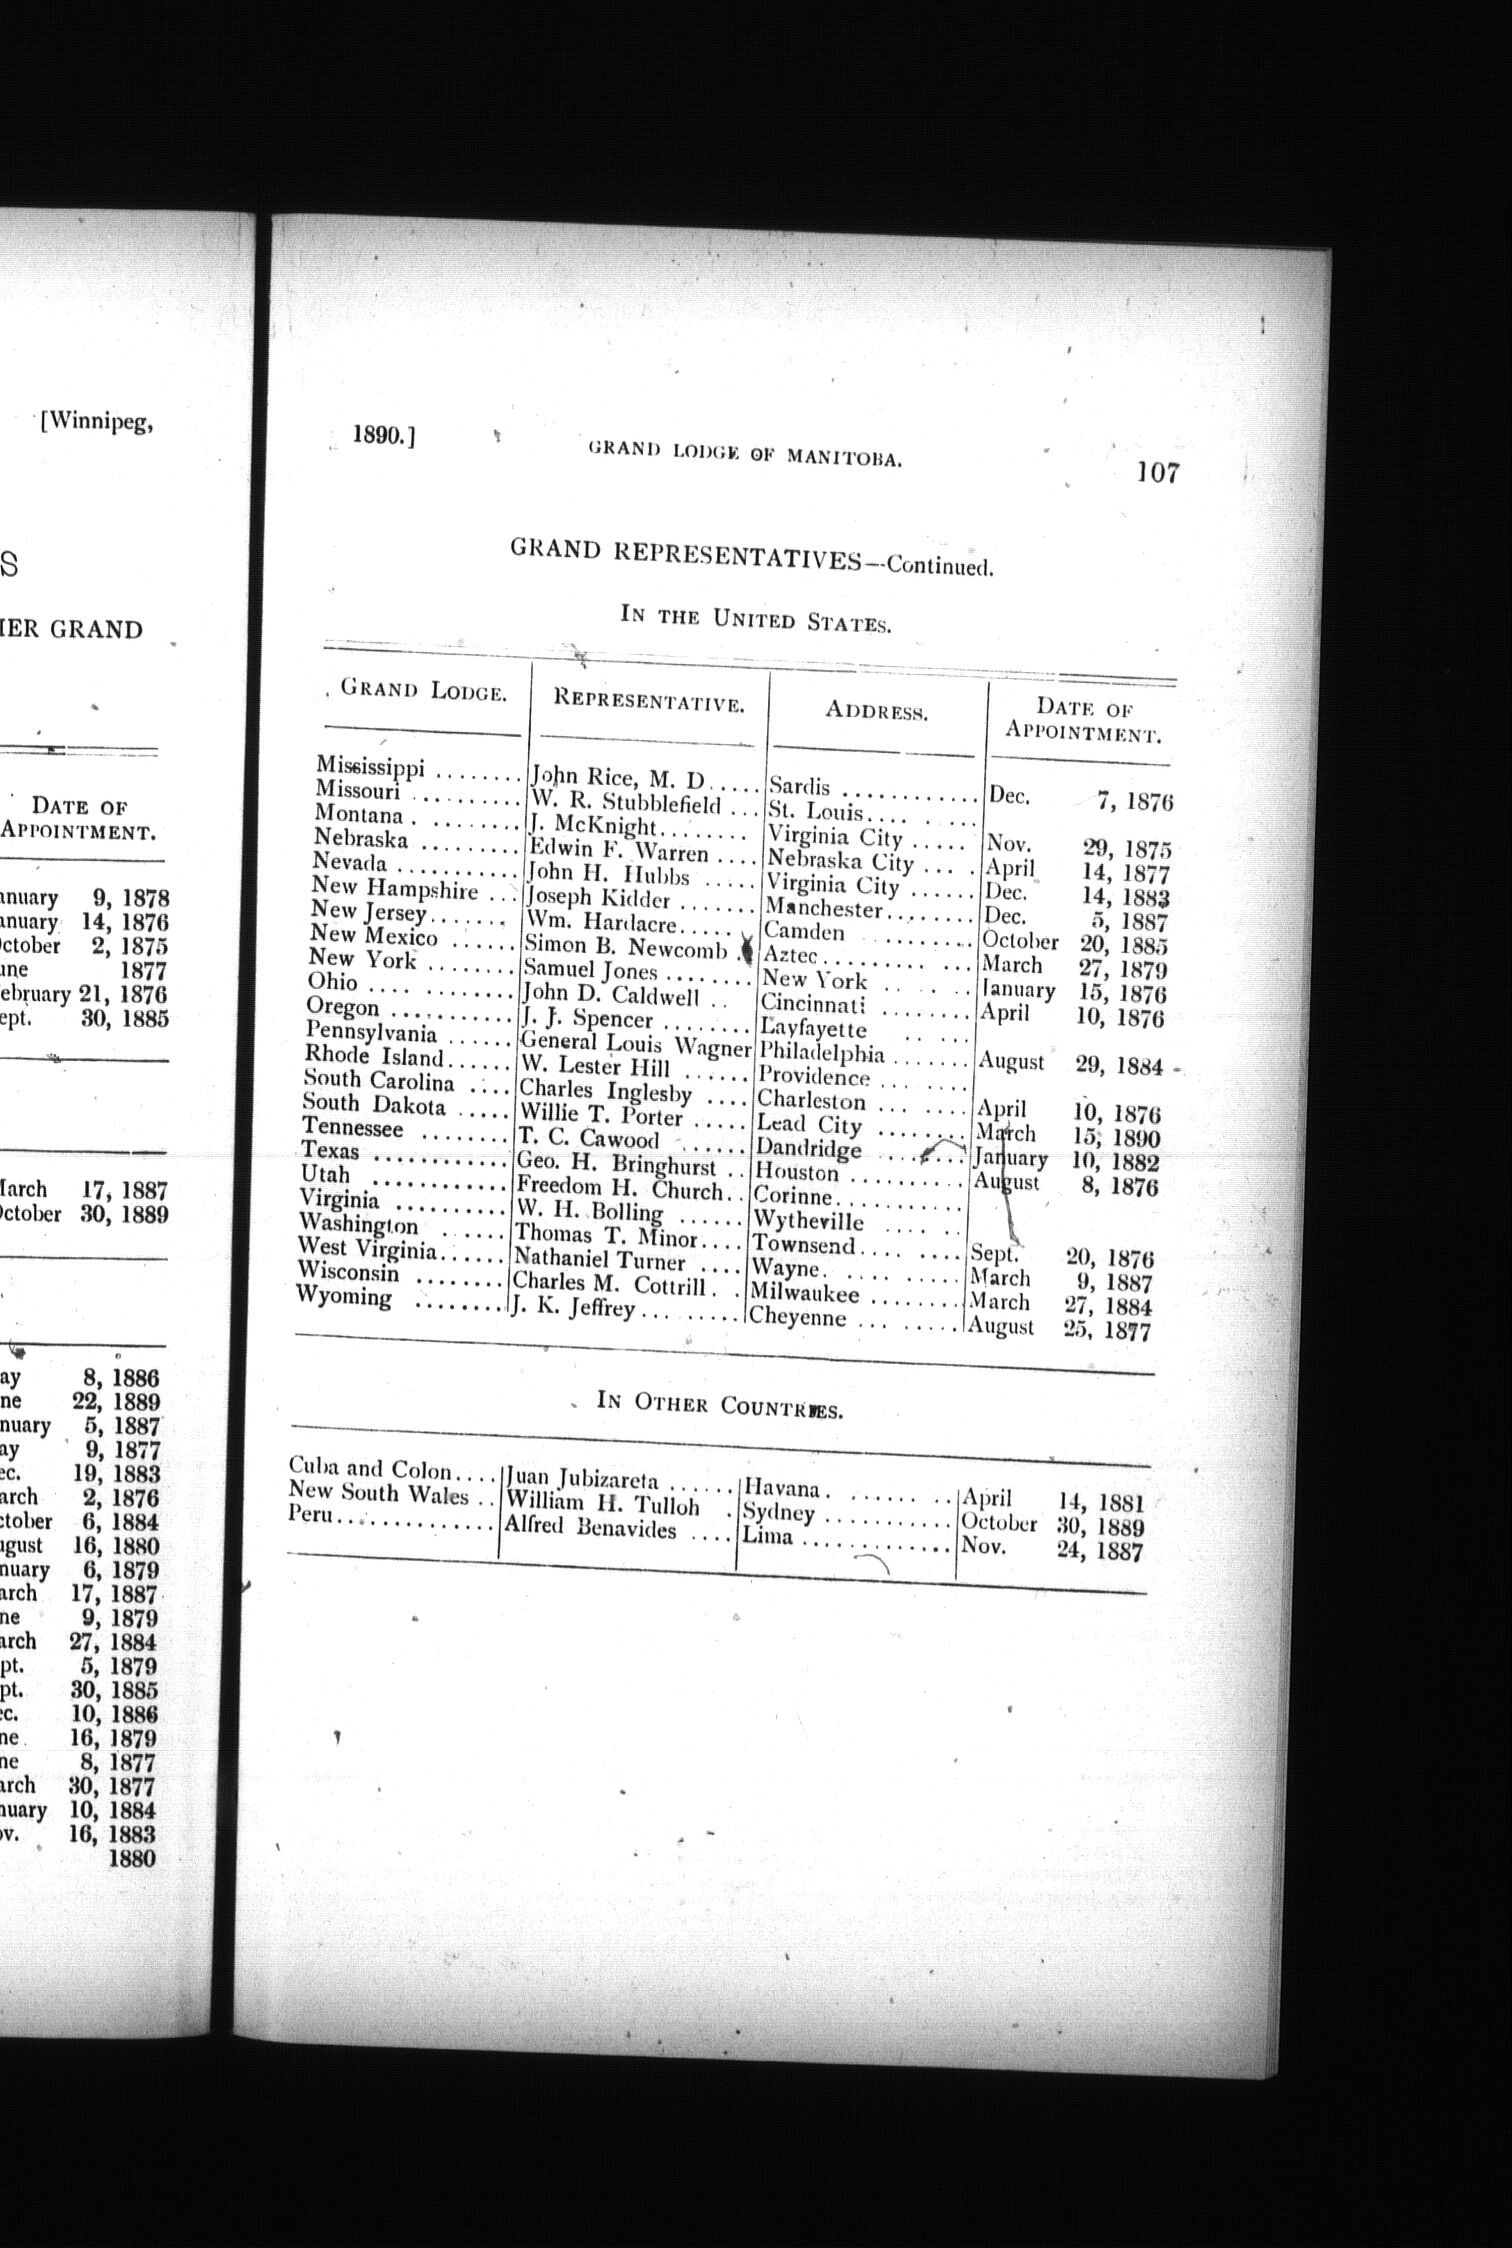 [Winnipeg,
S
IER GRAND
DATE OF
APPOINTMENT.
anuary 9, 1878
anuary 14, 1876
october 2, 1875
une 1877
ebruary 21, 1876
ept. 30, 1885
larch 17, 1887
october 30, 1889
ay 8, 1886
ne 22, 1889
nuary 5, 1887
ay 9, 1877
ec. 19, 1883
arch 2, 1876
ctober 6, 1884
ugust 16, 1880
nuary 6, 1879
arch 17, 1887
ne 9, 1879
arch 27, 1884
pt. 5, 1879
pt. 30, 1885
ec. 10, 1886
ne 16, 1879
ne 8, 1877
arch 30, 1877
nuary 10, 1884
ov. 16, 1883
1880
1890.] GRAND LODGE OF MANITOBA. 107
GRAND REPRESENTATIVES—Continued.
IN THE UNITED STATES.
GRAND LODGE. REPRESENTATIVE. ADDRESS. DATE OF
APPOINTMENT.
Mississippi ........ John Rice, M. D..... Sardis ............ Dec. 7, 1876
Missouri .......... W. R. Stubblefield ... St. Louis.... . ....
Montana . ........ J. McKnight........ Virginia City ..... Nov. 29, 1875
Nebraska ......... Edwin F. Warren .... Nebraska City ... . April 14, 1877
Nevada ........... John H. Hubbs ..... Virginia City ...... Dec. 14, 1883
New Hampshire ... Joseph Kidder ....... Manchester........ Dec. 5, 1887
New Jersey....... Wm. Hardacre..... Camden ........ October 20, 1885
New Mexico ...... Simon B. Newcomb . Aztec......... ... March 27, 1879
New York ........ Samuel Jones ....... New York .. . .. January 15, 1876
Ohio .... ........ John D. Caldwell .. Cincinnati ........ April 10, 1876
Oregon ........... J. J. Spencer ........ Layfayette .. ...
Pennsylvania ...... General Louis Wagner Philadelphia ....... August 29, 1884
Rhode Island...... W. Lester Hill ...... Providence ... ....
South Carolina .... Charles Inglesby .... Charleston ... .... April 10, 1876
South Dakota ..... Willie T. Porter ..... Lead City ........ March 15, 1890
Tennessee ........ T. C. Cawood ...... Dandridge ........ January 10, 1882
Texas ............ Geo. H. Bringhurst .. Houston .......... August 8, 1876
Utah ............ Freedom H. Church.. Corinne...........
Virginia .......... W. H. Bolling ...... Wytheville .... ..
Washington ...... Thomas T. Minor.... Townsend.... .... Sept. 20, 1876
West Virginia...... Nathaniel Turner .... Wayne. .... ..... March 9, 1887
Wisconsin ........ Charles M. Cottrill. . Milwaukee ........ March 27, 1884
Wyoming ........ J. K. Jeffrey... ..... Cheyenne ... ..... August 25, 1877
IN OTHER COUNTRIES.
Cuba and Colon.... Juan Jubizareta ...... Havana. ...... .. April 14, 1881
New South Wales .. William H. Tulloh . Sydney ........... October 30, 1889
Peru............. Alfred Benavides .... Lima ............. Nov. 24, 1887